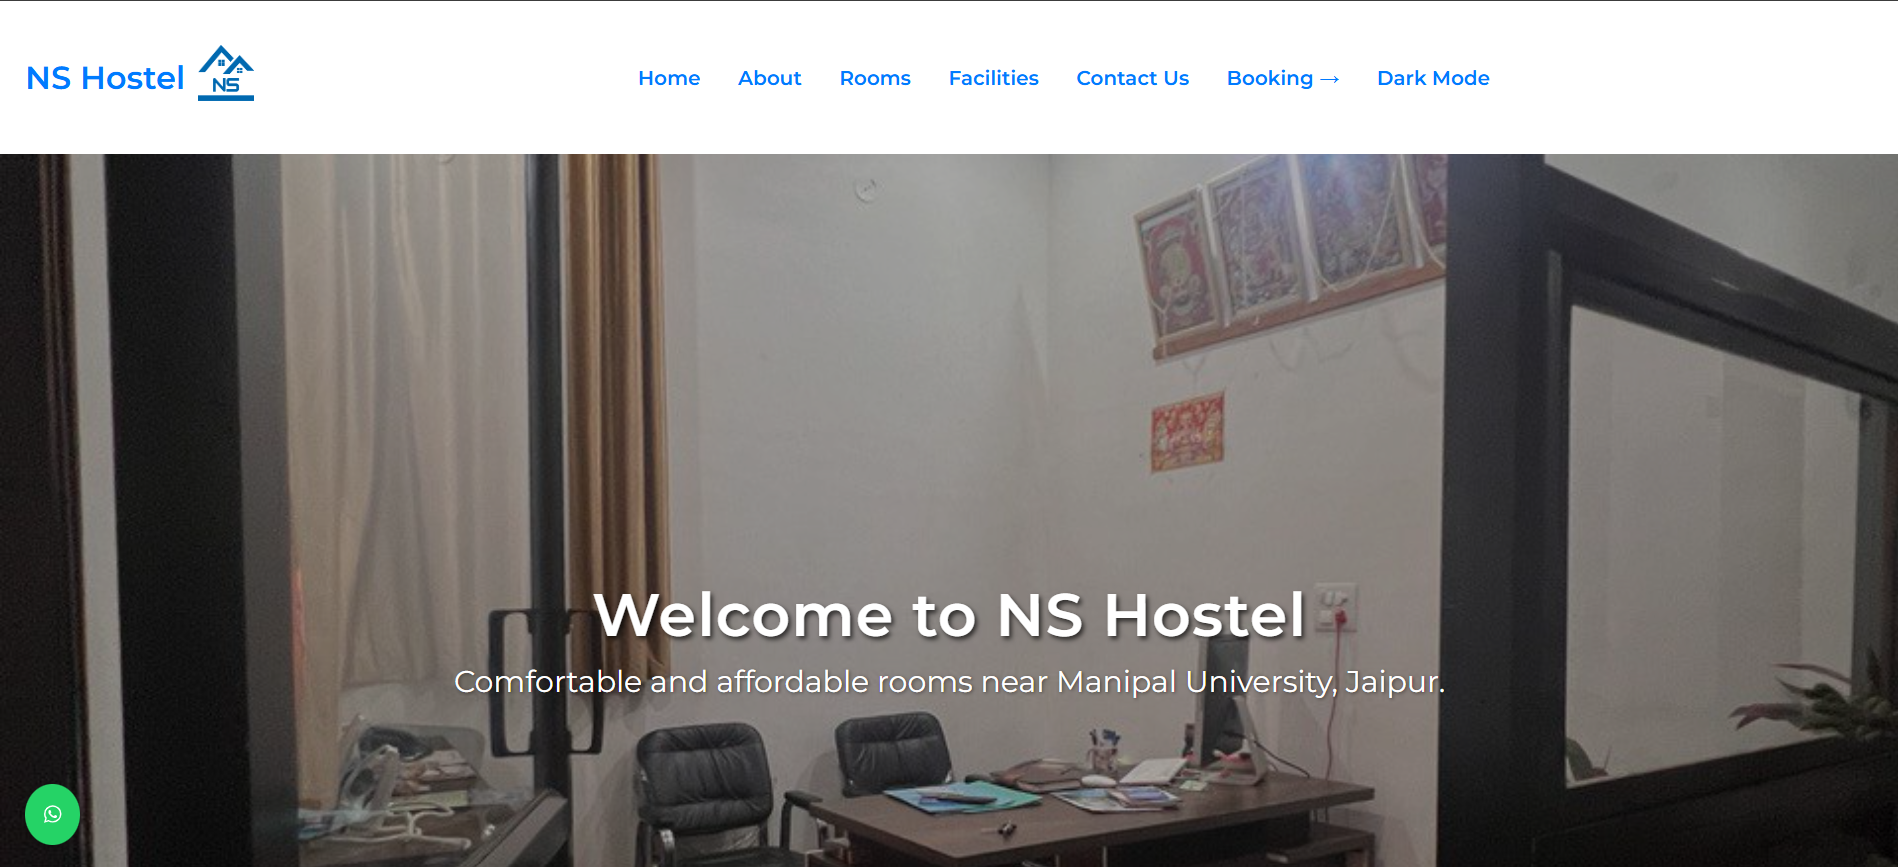 NS Hostel
NS
Home About Rooms Facilities Contact Us Booking → Dark Mode
Welcome to NS Hostel
Comfortable and affordable rooms near Manipal University, Jaipur.